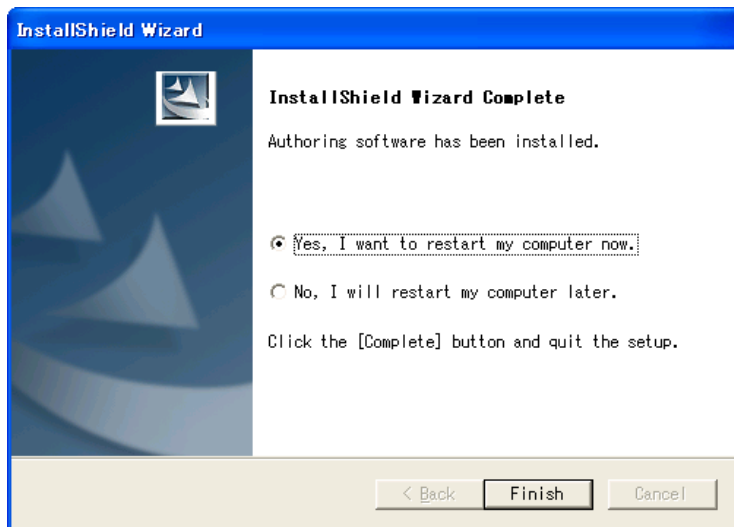 InstallShield Wizard
InstallShield Wizard Complete
Authoring software has been installed.
Yes, I want to restart my computer now.
No, I will restart my computer later.
Click the [Complete] button and quit the setup.
< Back Finish Cancel